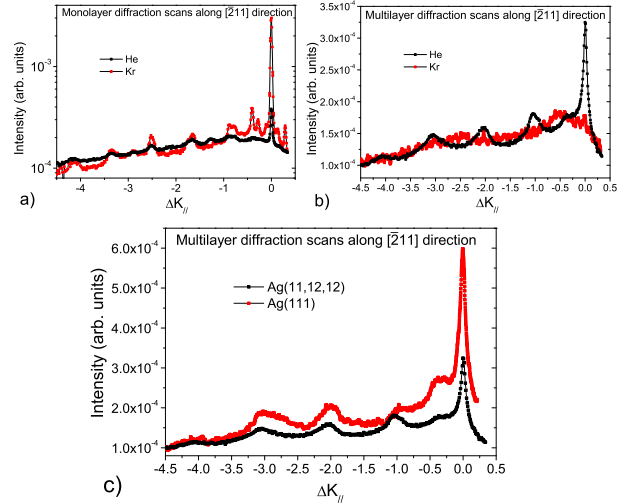 Monolayer diffraction scans along [2̅11] direction
He
Kr
Intensity (arb. units)
10⁻³
10⁻⁴
-4 -3 -2 -1 0
ΔK//
a)
Multilayer diffraction scans along [2̅11] direction
He
Kr
Intensity (arb. units)
3.5x10⁻⁴
3.0x10⁻⁴
2.5x10⁻⁴
2.0x10⁻⁴
1.5x10⁻⁴
1.0x10⁻⁴
-4.5 -4.0 -3.5 -3.0 -2.5 -2.0 -1.5 -1.0 -0.5 0.0 0.5
ΔK//
b)
Multilayer diffraction scans along [2̅11] direction
Ag(11,12,12)
Ag(111)
Intensity (arb. units)
6.0x10⁻⁴
5.0x10⁻⁴
4.0x10⁻⁴
3.0x10⁻⁴
2.0x10⁻⁴
1.0x10⁻⁴
-4.5 -4.0 -3.5 -3.0 -2.5 -2.0 -1.5 -1.0 -0.5 0.0 0.5
ΔK//
c)